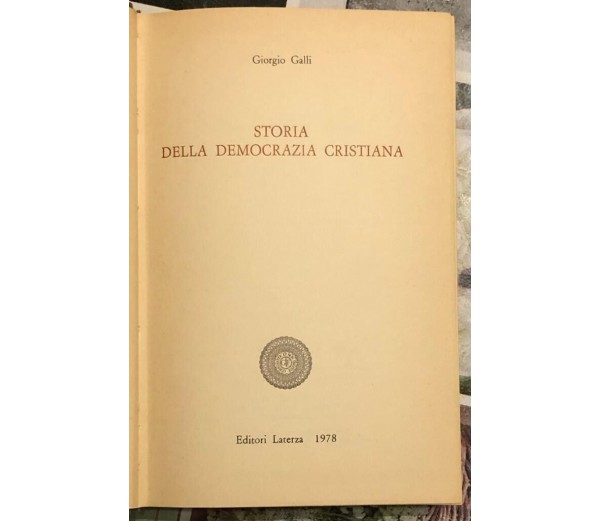 Giorgio Galli
STORIA
DELLA DEMOCRAZIA CRISTIANA
Editori Laterza 1978